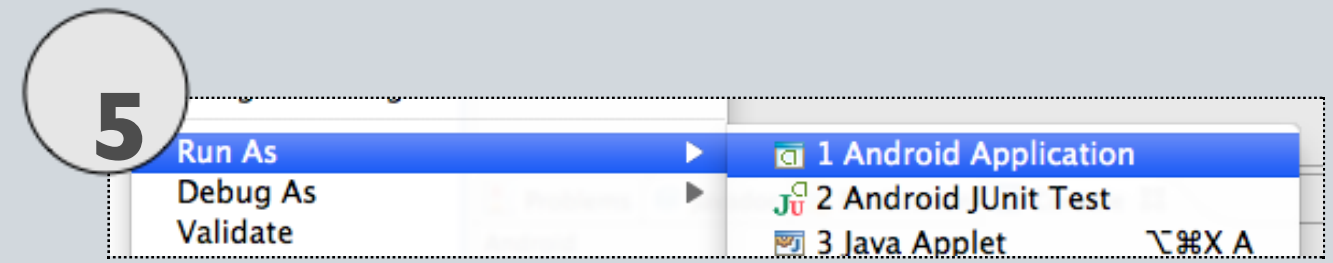 5
Run As
1 Android Application
Debug As
2 Android JUnit Test
Validate
3 Java Applet ⌥⌘X A